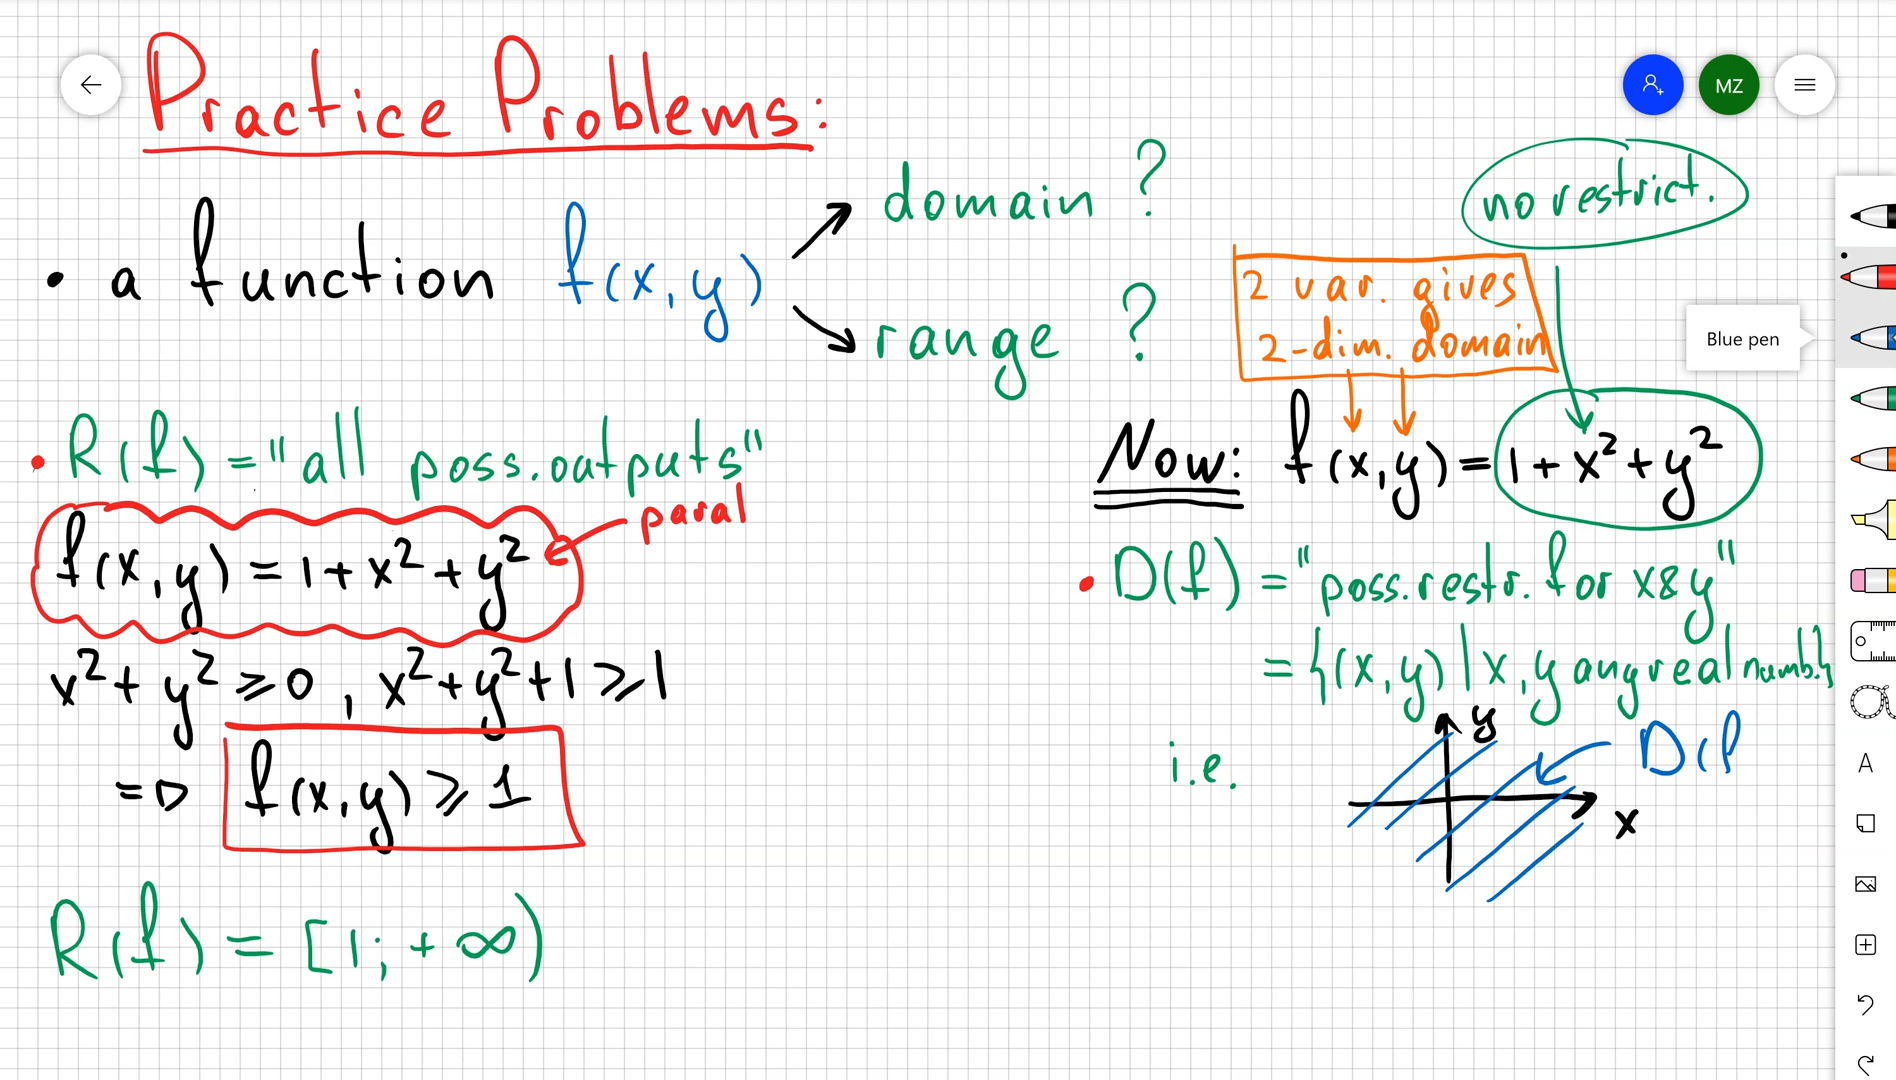 Practice Problems:
MZ
• a function f(x,y)
domain ?
range ?
no restrict.
2 var. gives
2-dim. domain
Blue pen
Now: f(x,y) = 1 + x² + y²
• D(f) = "poss. restr. for x & y"
= {(x,y) | x, y any real numb.}
i.e.
y
D(f
x
• R(f) = "all poss. outputs"
paral
f(x,y) = 1 + x² + y²
x² + y² ≥ 0, x² + y² + 1 ≥ 1
=> f(x,y) ≥ 1
R(f) = [1; +∞)
A